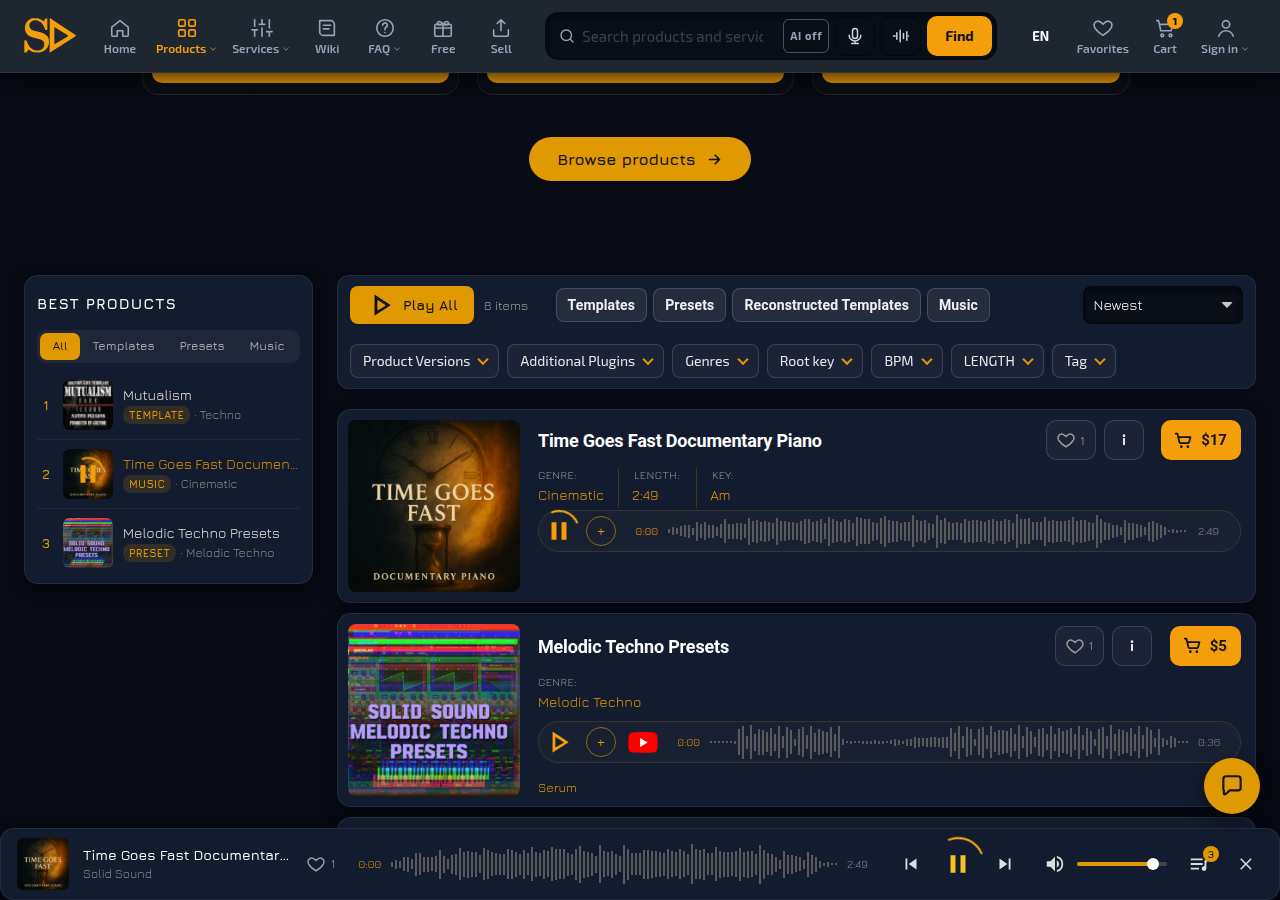 Home
Products
Services
Wiki
FAQ
Free
Sell
Search products and servic
AI off
Find
EN
Favorites
1
Cart
Sign in
Browse products
BEST PRODUCTS
All
Templates
Presets
Music
1
MUTUALISM
Mutualism
TEMPLATE · Techno
2
Time Goes Fast Documen...
MUSIC · Cinematic
3
SOLID SOUND
MELODIC TECHNO
PRESETS
Melodic Techno Presets
PRESET · Melodic Techno
Play All
8 items
Templates
Presets
Reconstructed Templates
Music
Newest
Product Versions
Additional Plugins
Genres
Root key
BPM
LENGTH
Tag
TIME GOES
FAST
DOCUMENTARY PIANO
Time Goes Fast Documentary Piano
1
i
$17
GENRE:
Cinematic
LENGTH:
2:49
KEY:
Am
+
0:00
2:49
SOLID SOUND
MELODIC TECHNO
PRESETS
Melodic Techno Presets
1
i
$5
GENRE:
Melodic Techno
+
0:00
0:36
Serum
TIME GOES
FAST
Time Goes Fast Documentar...
Solid Sound
1
0:00
2:49
3